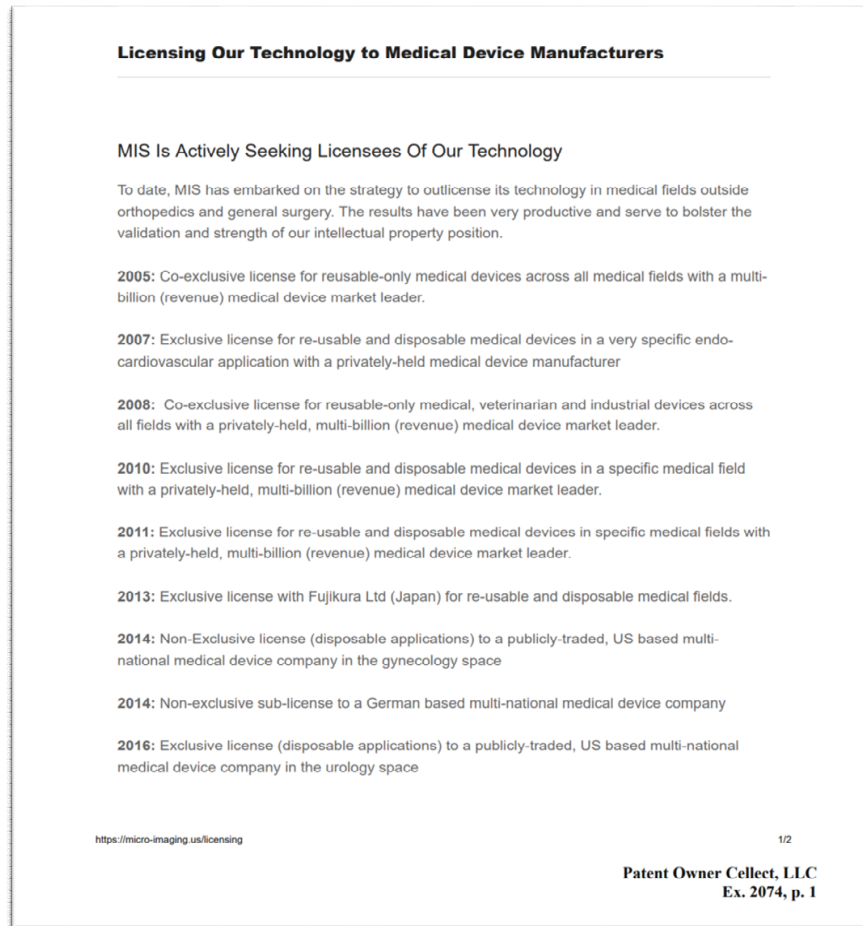 Licensing Our Technology to Medical Device Manufacturers
MIS Is Actively Seeking Licensees Of Our Technology
To date, MIS has embarked on the strategy to outlicense its technology in medical fields outside
orthopedics and general surgery. The results have been very productive and serve to bolster the
validation and strength of our intellectual property position.
2005: Co-exclusive license for reusable-only medical devices across all medical fields with a multi-
billion (revenue) medical device market leader.
2007: Exclusive license for re-usable and disposable medical devices in a very specific endo-
cardiovascular application with a privately-held medical device manufacturer
2008: Co-exclusive license for reusable-only medical, veterinarian and industrial devices across
all fields with a privately-held, multi-billion (revenue) medical device market leader.
2010: Exclusive license for re-usable and disposable medical devices in a specific medical field
with a privately-held, multi-billion (revenue) medical device market leader.
2011: Exclusive license for re-usable and disposable medical devices in specific medical fields with
a privately-held, multi-billion (revenue) medical device market leader.
2013: Exclusive license with Fujikura Ltd (Japan) for re-usable and disposable medical fields.
2014: Non-Exclusive license (disposable applications) to a publicly-traded, US based multi-
national medical device company in the gynecology space
2014: Non-exclusive sub-license to a German based multi-national medical device company
2016: Exclusive license (disposable applications) to a publicly-traded, US based multi-national
medical device company in the urology space
https://micro-imaging.us/licensing 1/2
Patent Owner Cellect, LLC
Ex. 2074, p. 1